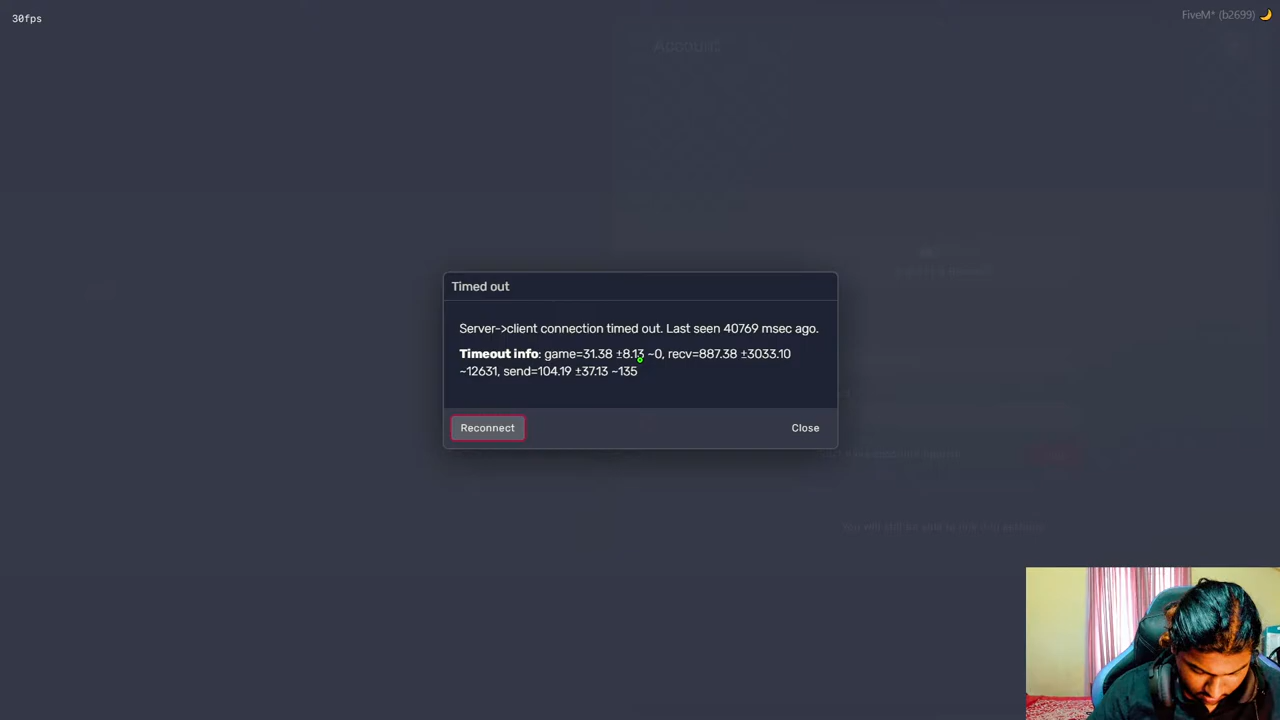 30fps
FiveM* (b2699)
Account
Timed out
Server->client connection timed out. Last seen 40769 msec ago.
Timeout info: game=31.38 ±8.13 ~0, recv=887.38 ±3033.10
~12631, send=104.19 ±37.13 ~135
Reconnect
Close